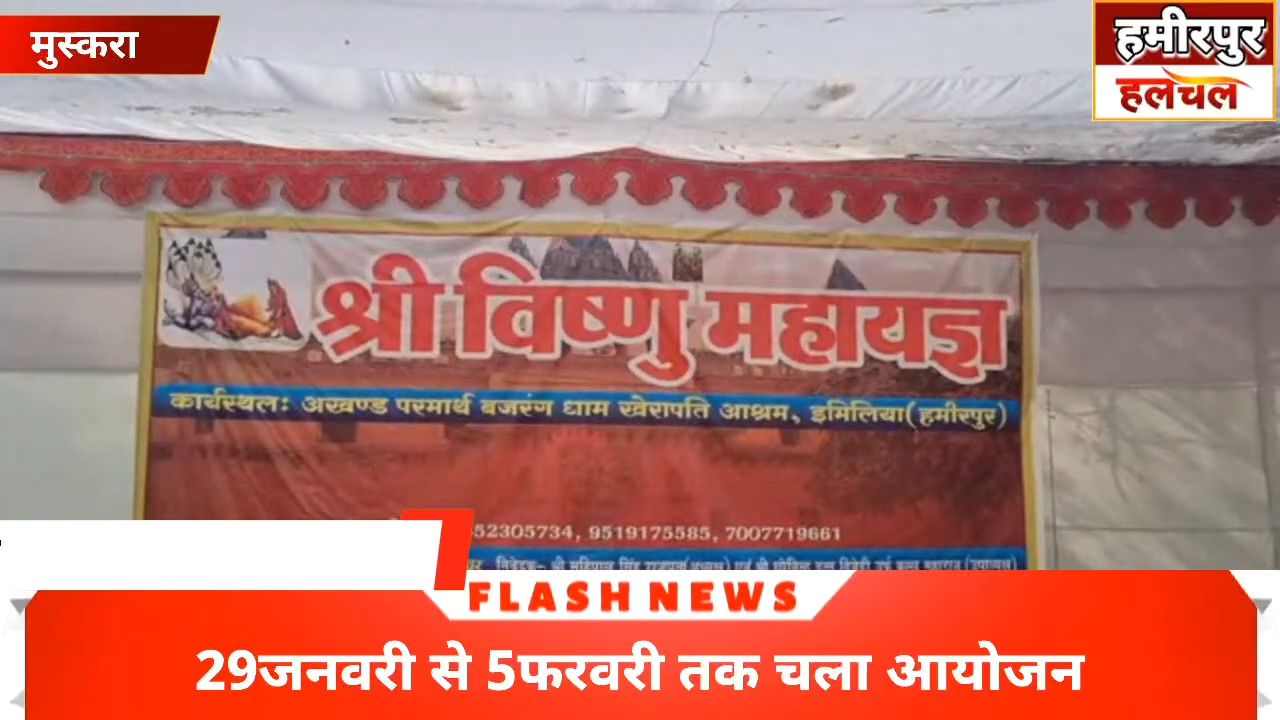 मुस्करा
हमीरपुर
हलचल
श्री विष्णु महायज्ञ
कार्यस्थलः अखण्ड परमार्थ बजरंग धाम खेरापति आश्रम, इमिलिया(हमीरपुर)
52305734, 9519175585, 7007719661
FLASH NEWS
29जनवरी से 5फरवरी तक चला आयोजन